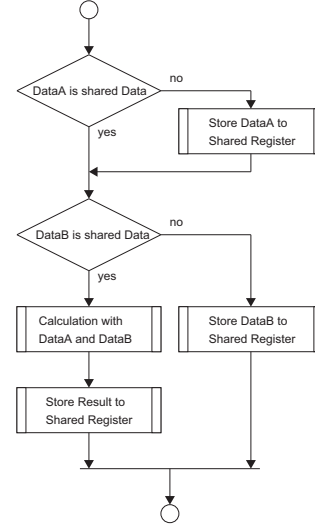 DataA is shared Data
no
Store DataA to
Shared Register
yes
DataB is shared Data
no
yes
Calculation with
DataA and DataB
Store DataB to
Shared Register
Store Result to
Shared Register